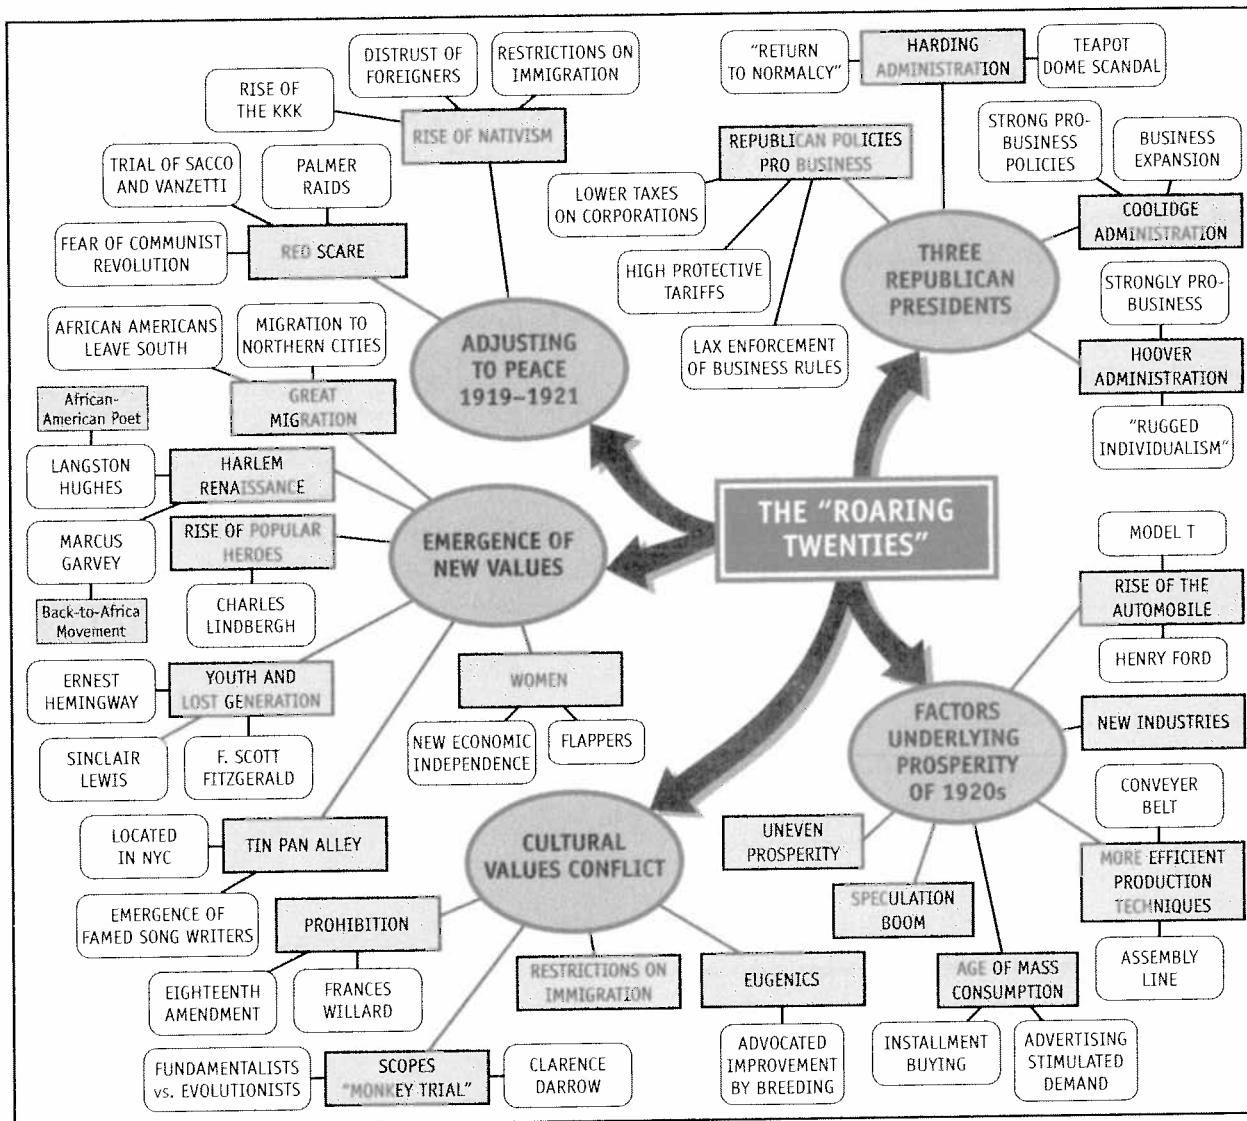 DISTRUST OF
FOREIGNERS
RESTRICTIONS ON
IMMIGRATION
RISE OF
THE KKK
RISE OF NATIVISM
TRIAL OF SACCO
AND VANZETTI
PALMER
RAIDS
FEAR OF COMMUNIST
REVOLUTION
RED SCARE
ADJUSTING
TO PEACE
1919–1921
"RETURN
TO NORMALCY"
HARDING
ADMINISTRATION
TEAPOT
DOME SCANDAL
REPUBLICAN POLICIES
PRO BUSINESS
LOWER TAXES
ON CORPORATIONS
HIGH PROTECTIVE
TARIFFS
LAX ENFORCEMENT
OF BUSINESS RULES
STRONG PRO-
BUSINESS
POLICIES
BUSINESS
EXPANSION
COOLIDGE
ADMINISTRATION
THREE
REPUBLICAN
PRESIDENTS
STRONGLY PRO-
BUSINESS
HOOVER
ADMINISTRATION
"RUGGED
INDIVIDUALISM"
AFRICAN AMERICANS
LEAVE SOUTH
MIGRATION TO
NORTHERN CITIES
GREAT
MIGRATION
African-
American Poet
LANGSTON
HUGHES
HARLEM
RENAISSANCE
MARCUS
GARVEY
Back-to-Africa
Movement
RISE OF POPULAR
HEROES
CHARLES
LINDBERGH
EMERGENCE OF
NEW VALUES
THE "ROARING
TWENTIES"
ERNEST
HEMINGWAY
YOUTH AND
LOST GENERATION
SINCLAIR
LEWIS
F. SCOTT
FITZGERALD
WOMEN
NEW ECONOMIC
INDEPENDENCE
FLAPPERS
LOCATED
IN NYC
TIN PAN ALLEY
EMERGENCE OF
FAMED SONG WRITERS
MODEL T
RISE OF THE
AUTOMOBILE
HENRY FORD
NEW INDUSTRIES
FACTORS
UNDERLYING
PROSPERITY
OF 1920s
CONVEYER
BELT
MORE EFFICIENT
PRODUCTION
TECHNIQUES
ASSEMBLY
LINE
UNEVEN
PROSPERITY
SPECULATION
BOOM
AGE OF MASS
CONSUMPTION
INSTALLMENT
BUYING
ADVERTISING
STIMULATED
DEMAND
CULTURAL
VALUES CONFLICT
PROHIBITION
EIGHTEENTH
AMENDMENT
FRANCES
WILLARD
FUNDAMENTALISTS
vs. EVOLUTIONISTS
SCOPES
"MONKEY TRIAL"
CLARENCE
DARROW
RESTRICTIONS ON
IMMIGRATION
EUGENICS
ADVOCATED
IMPROVEMENT
BY BREEDING